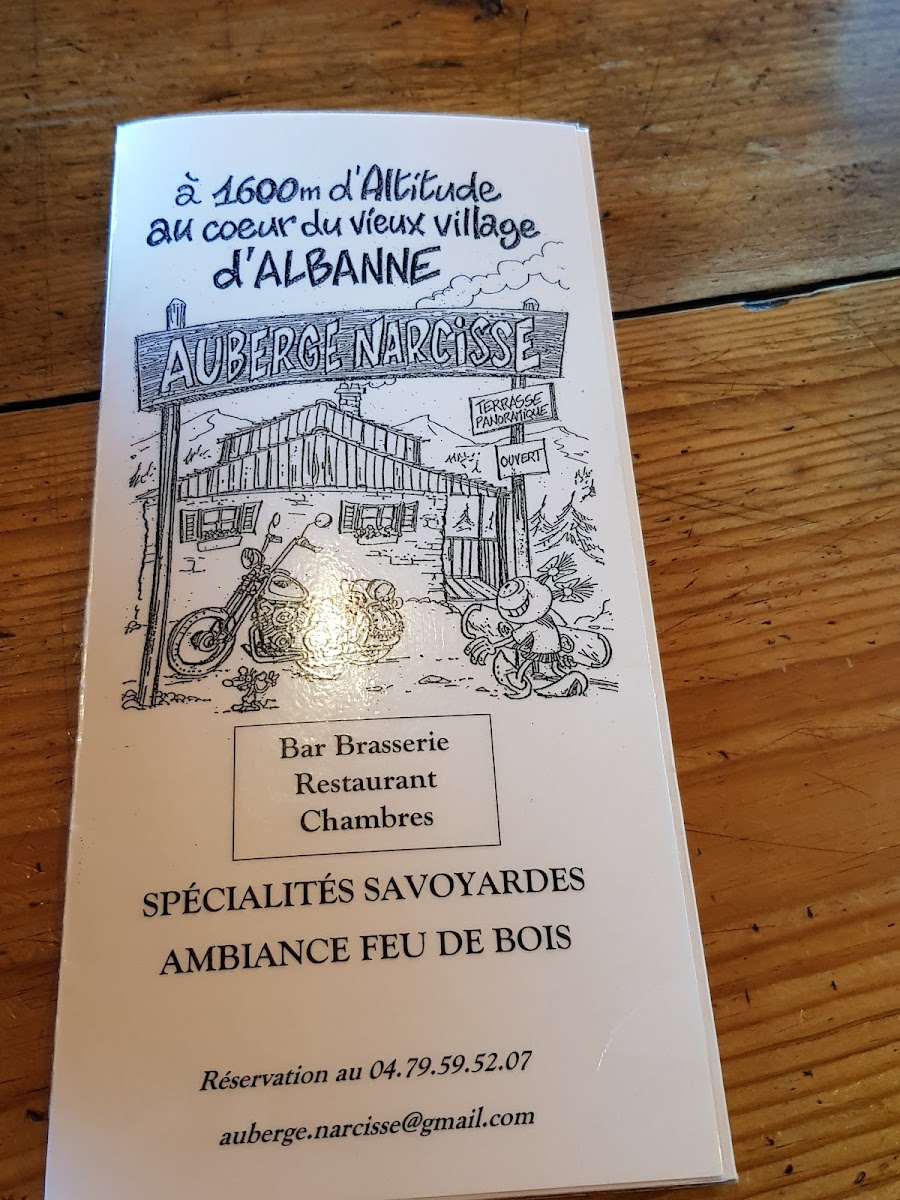 à 1600m d'Altitude
au coeur du vieux village
d'ALBANNE
AUBERGE NARCISSE
TERRASSE
PANORAMIQUE
OUVERT
Bar Brasserie
Restaurant
Chambres
SPÉCIALITÉS SAVOYARDES
AMBIANCE FEU DE BOIS
Réservation au 04.79.59.52.07
auberge.narcisse@gmail.com